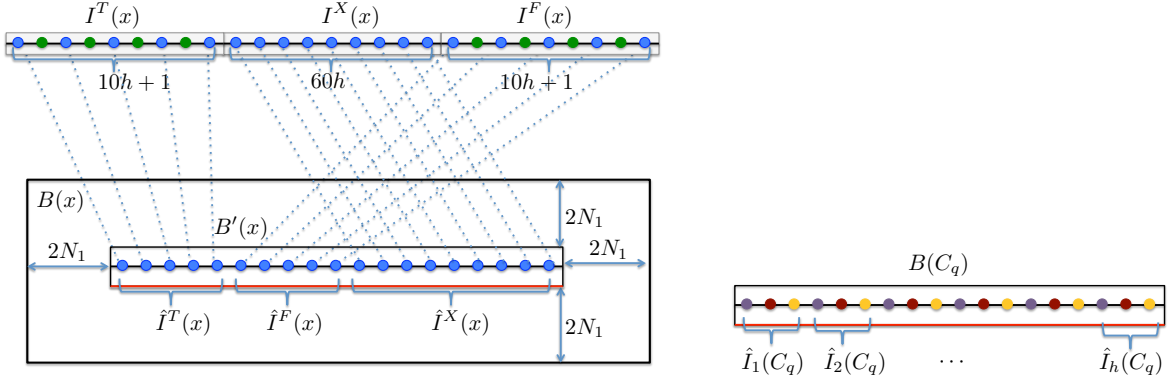 I^T(x) I^X(x) I^F(x)
10h + 1 60h 10h + 1
B(x) 2N_1
B′(x)
2N_1 2N_1
Î^T(x) Î^F(x) Î^X(x) 2N_1
B(C_q)
Î_1(C_q) Î_2(C_q) ··· Î_h(C_q)